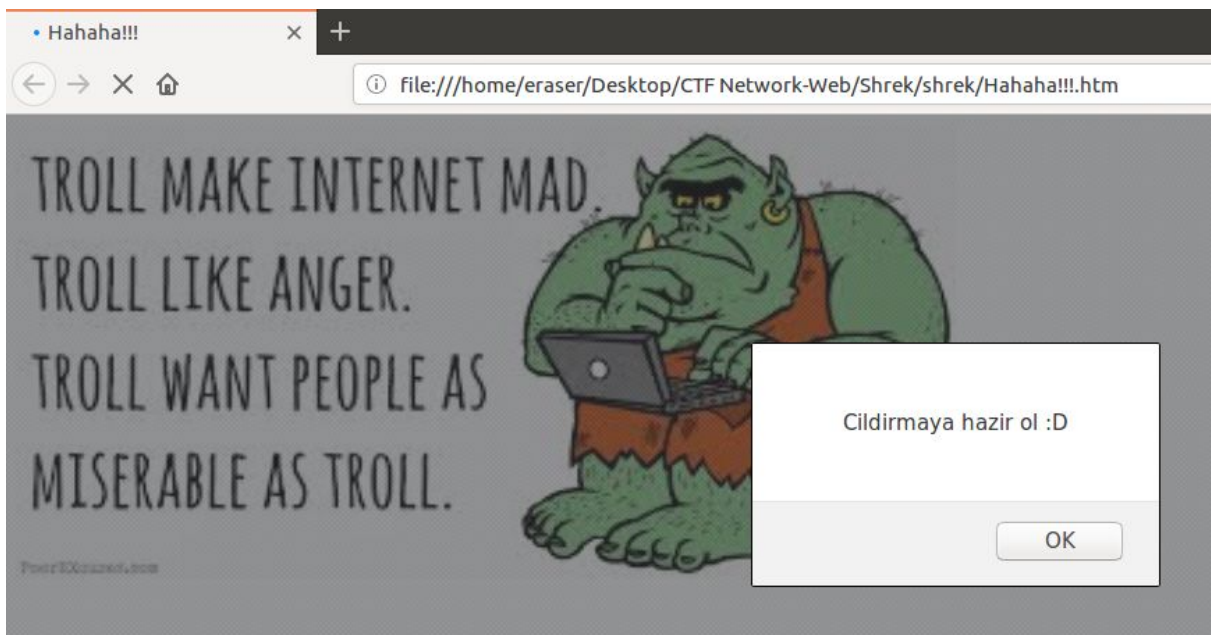 Hahaha!!!
file:///home/eraser/Desktop/CTF Network-Web/Shrek/shrek/Hahaha!!!.htm
TROLL MAKE INTERNET MAD.
TROLL LIKE ANGER.
TROLL WANT PEOPLE AS
MISERABLE AS TROLL.
Cildirmaya hazir ol :D
OK